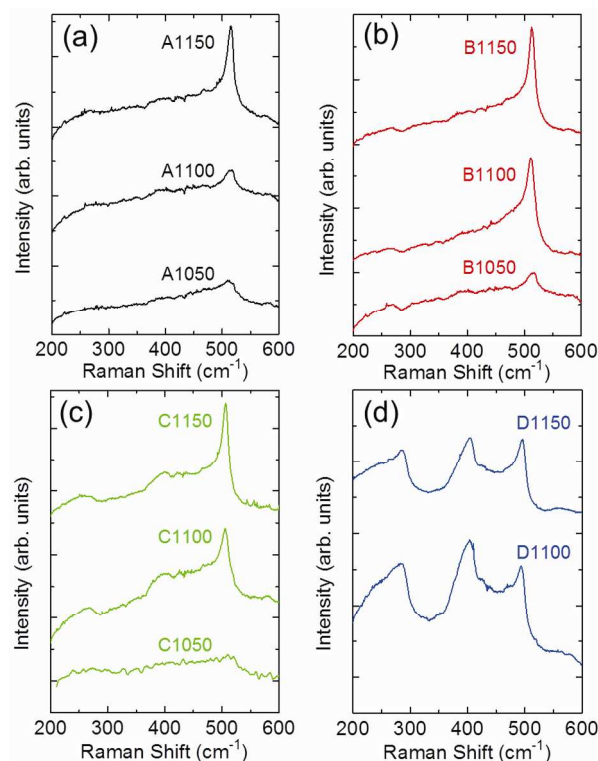 (a)
A1150
A1100
A1050
Intensity (arb. units)
200 300 400 500 600
Raman Shift (cm⁻¹)
(b)
B1150
B1100
B1050
Intensity (arb. units)
200 300 400 500 600
Raman Shift (cm⁻¹)
(c)
C1150
C1100
C1050
Intensity (arb. units)
200 300 400 500 600
Raman Shift (cm⁻¹)
(d)
D1150
D1100
Intensity (arb. units)
200 300 400 500 600
Raman Shift (cm⁻¹)